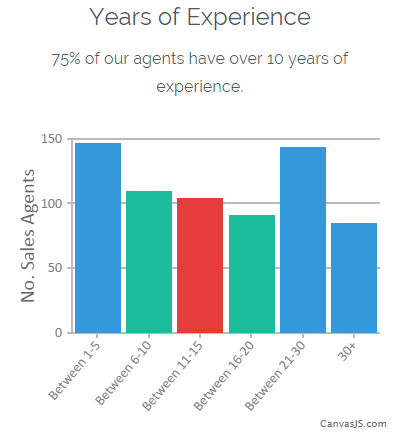 Years of Experience
75% of our agents have over 10 years of
experience.
No. Sales Agents
150
100
50
0
Between 1-5
Between 6-10
Between 11-15
Between 16-20
Between 21-30
30+
CanvasJS.com